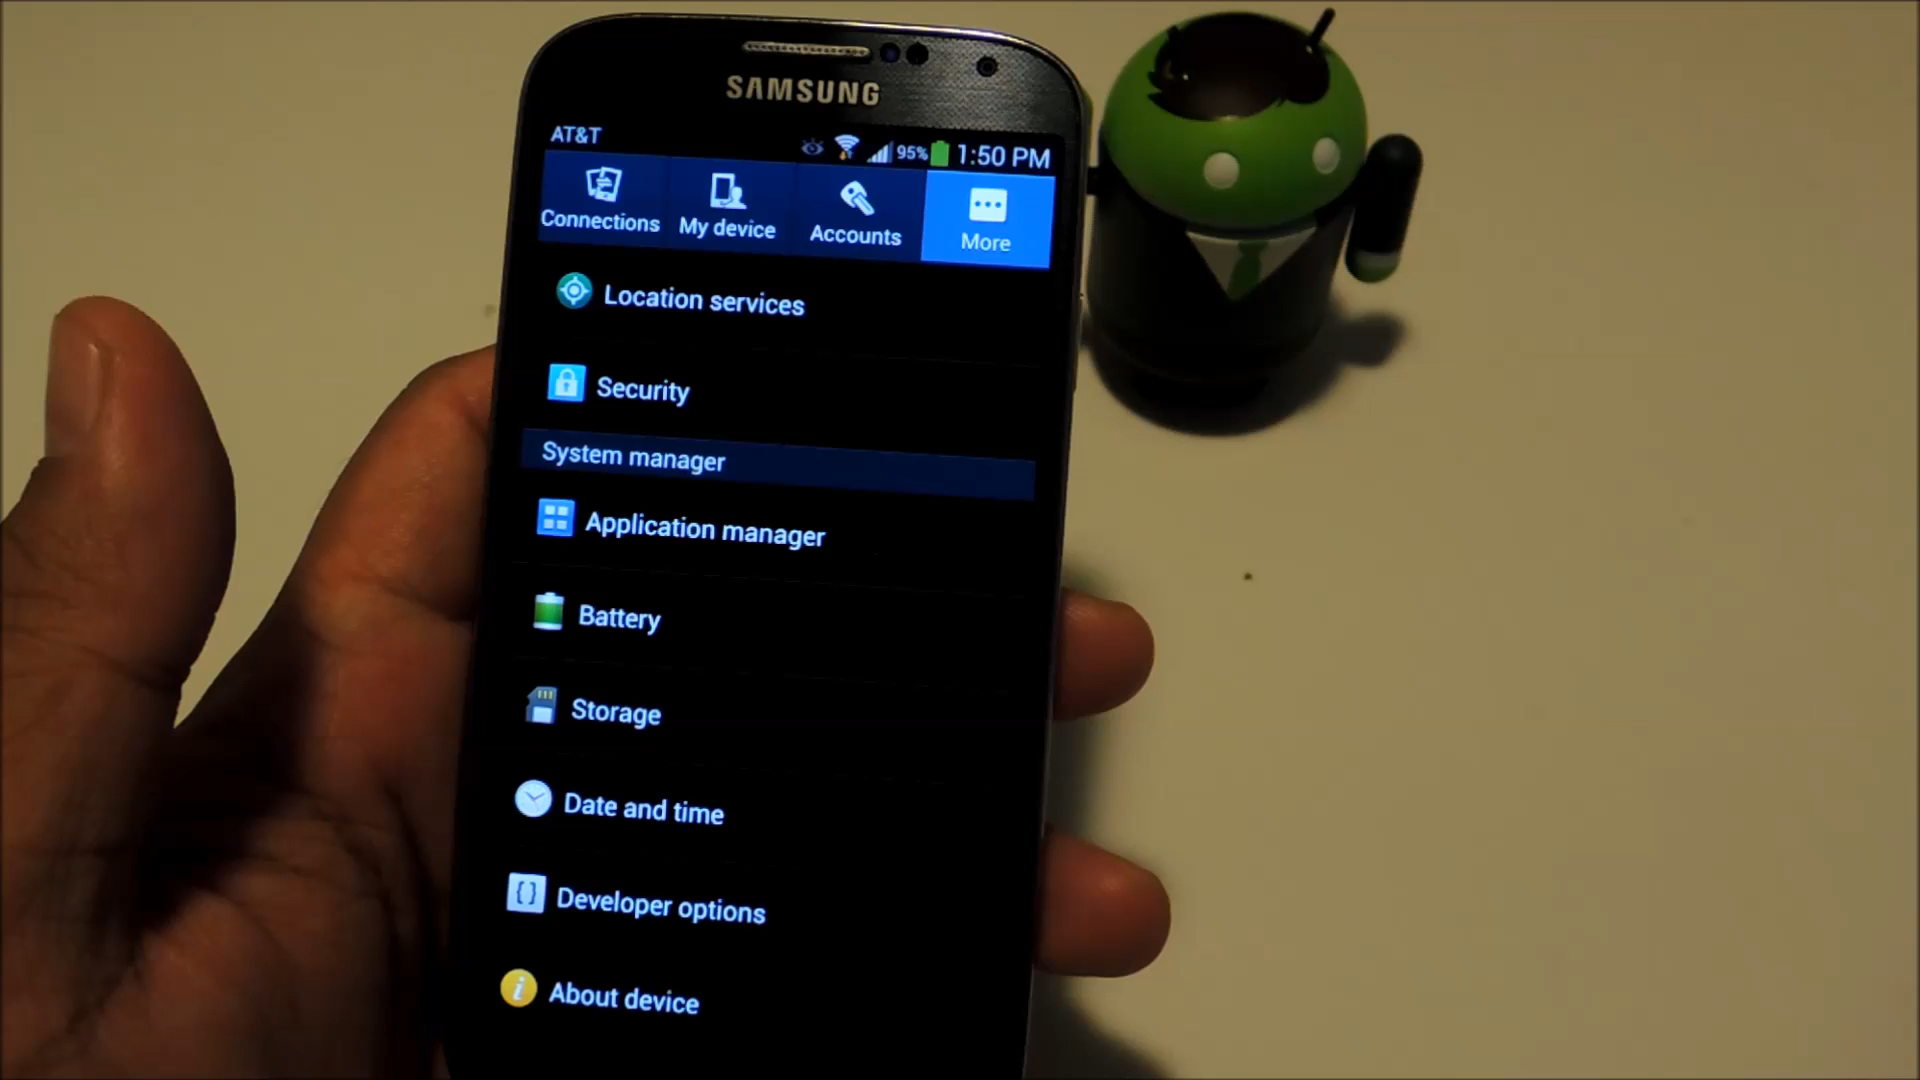 SAMSUNG
AT&T 95% 1:50 PM
Connections My device Accounts More
Location services
Security
System manager
Application manager
Battery
Storage
Date and time
Developer options
About device